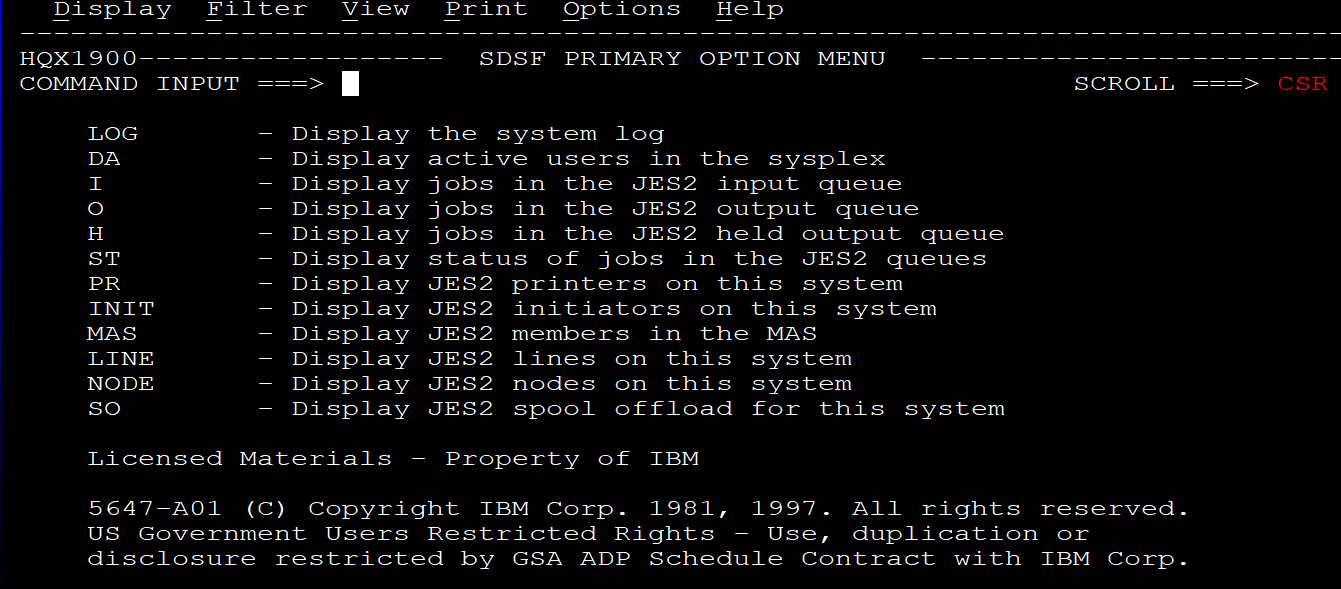 Display  Filter  View  Print  Options  Help
-------------------------------------------------------------------------------
HQX1900------------------  SDSF PRIMARY OPTION MENU  -------------------------
COMMAND INPUT ===>                                            SCROLL ===> CSR
LOG       - Display the system log
DA        - Display active users in the sysplex
I         - Display jobs in the JES2 input queue
O         - Display jobs in the JES2 output queue
H         - Display jobs in the JES2 held output queue
ST        - Display status of jobs in the JES2 queues
PR        - Display JES2 printers on this system
INIT      - Display JES2 initiators on this system
MAS       - Display JES2 members in the MAS
LINE      - Display JES2 lines on this system
NODE      - Display JES2 nodes on this system
SO        - Display JES2 spool offload for this system
Licensed Materials - Property of IBM
5647-A01 (C) Copyright IBM Corp. 1981, 1997. All rights reserved.
US Government Users Restricted Rights - Use, duplication or
disclosure restricted by GSA ADP Schedule Contract with IBM Corp.